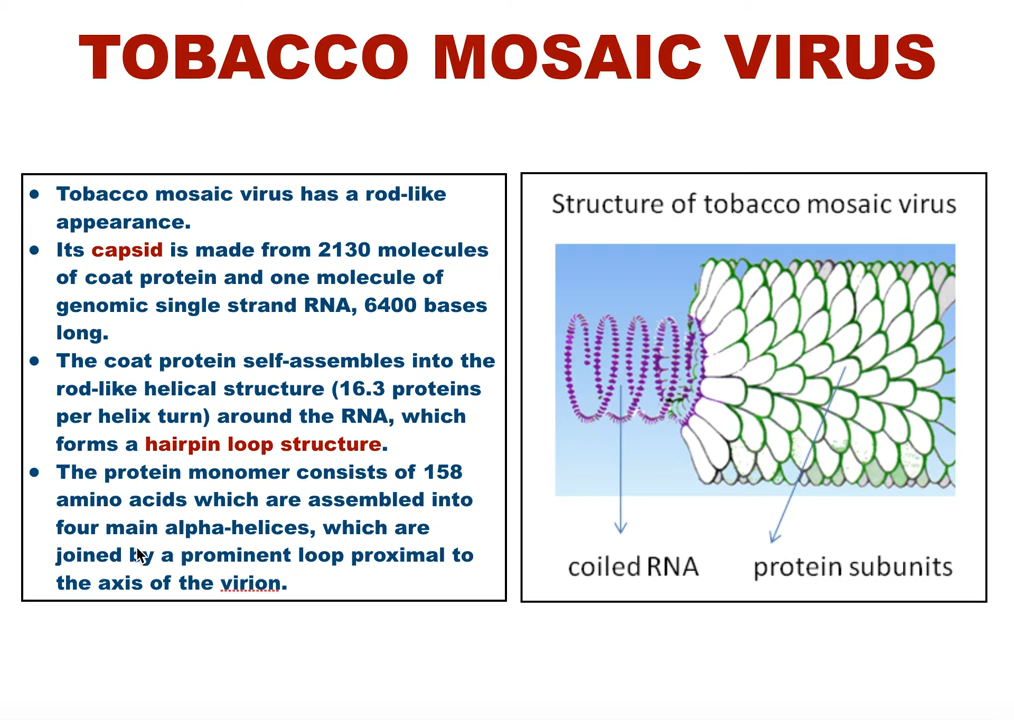 TOBACCO MOSAIC VIRUS
● Tobacco mosaic virus has a rod-like
appearance.
● Its capsid is made from 2130 molecules
of coat protein and one molecule of
genomic single strand RNA, 6400 bases
long.
● The coat protein self-assembles into the
rod-like helical structure (16.3 proteins
per helix turn) around the RNA, which
forms a hairpin loop structure.
● The protein monomer consists of 158
amino acids which are assembled into
four main alpha-helices, which are
joined by a prominent loop proximal to
the axis of the virion.
Structure of tobacco mosaic virus
coiled RNA
protein subunits